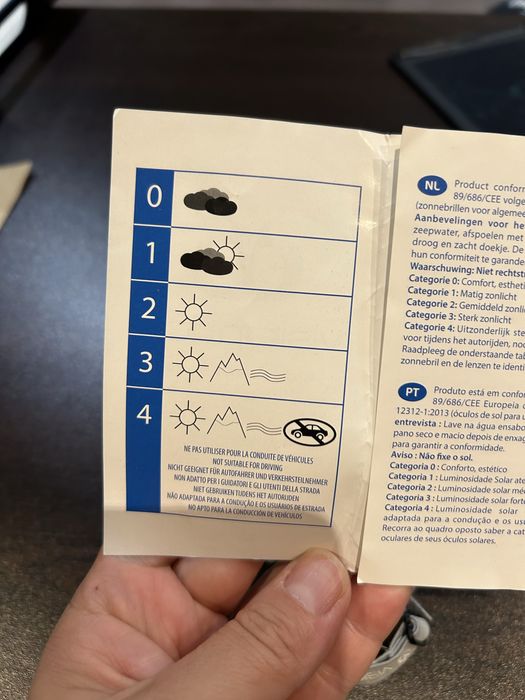 0
1
2
3
4
NE PAS UTILISER POUR LA CONDUITE DE VÉHICULES
NOT SUITABLE FOR DRIVING
NICHT GEEIGNET FÜR AUTOFAHRER UND VERKEHRSTEILNEHMER
NON ADATTO PER I GUIDATORI E GLI UTENTI DELLA STRADA
NIET GEBRUIKEN TIJDENS HET AUTORIJDEN
NÃO ADAPTADA PARA A CONDUÇÃO E OS USUÁRIOS DE ESTRADA
NO APTO PARA LA CONDUCCIÓN DE VEHÍCULOS
NL Product conform
89/686/CEE volge
(zonnebrillen voor algemee
Aanbevelingen voor he
zeepwater, afspoelen met
droog en zacht doekje. De
hun conformiteit te garande
Waarschuwing: Niet rechtst
Categorie 0: Comfort, estheti
Categorie 1: Matig zonlicht
Categorie 2: Gemiddeld zonli
Categorie 3: Sterk zonlicht
Categorie 4: Uitzonderlijk ste
voor tijdens het autorijden, noc
Raadpleeg de onderstaande tab
zonnebril en de lenzen te identi
PT Produto está em confor
89/686/CEE Europeia
12312-1:2013 (óculos de sol para u
entrevista : Lave na água ensabo
pano seco e macio depois de enxag
para garantir a conformidade.
Aviso : Não fixe o sol.
Categoria 0 : Conforto, estético
Categoria 1 : Luminosidade Solar ate
Categoria 2 : Luminosidade solar mé
Categoria 3 : Luminosidade solar forte
Categoria 4 : Luminosidade solar
adaptada para a condução e os usu
Recorra ao quadro oposto saber a cat
oculares de seus óculos solares.